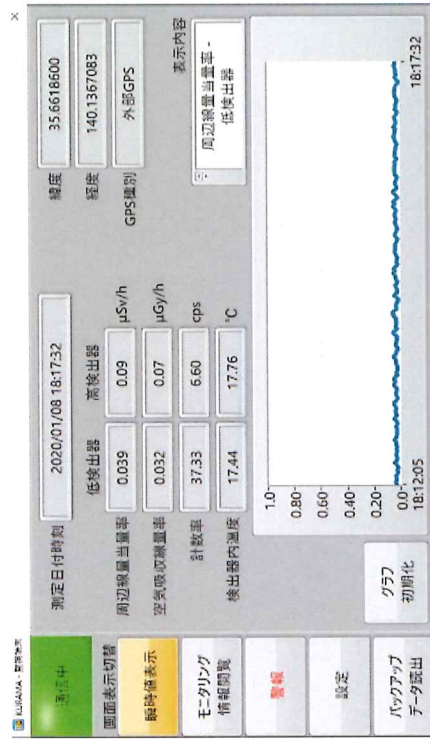 KURAMA - 車載端末
×
通信中
画面表示切替
瞬時値表示
モニタリング
情報閲覧
警報
設定
バックアップ
データ読出
測定日付時刻
2020/01/08 18:17:32
低検出器
高検出器
周辺線量当量率
0.039
0.09
μSv/h
空気吸収線量率
0.032
0.07
μGy/h
計数率
37.33
6.60
cps
検出器内温度
17.44
17.76
℃
緯度
35.6618600
経度
140.1367083
GPS種別
外部GPS
表示内容
周辺線量当量率 -
低検出器
グラフ
初期化
1.0
0.80
0.60
0.40
0.20
0.0
18:12:05
18:17:32